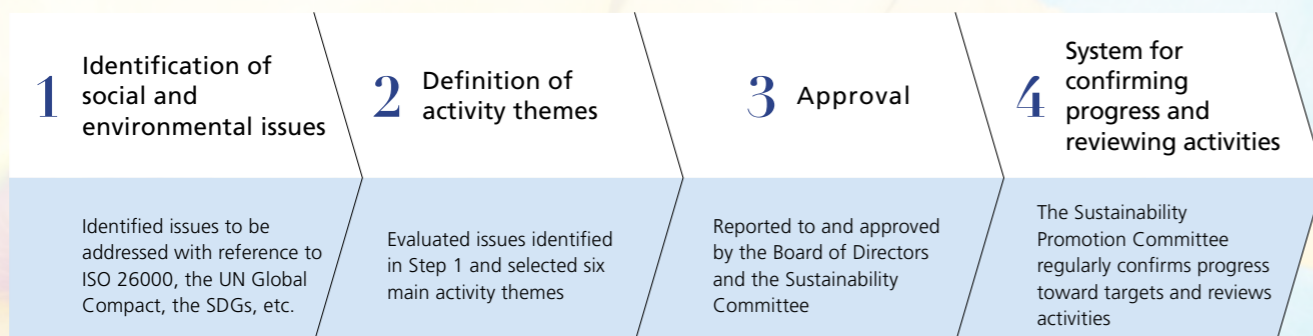 1
Identification of
social and
environmental issues
Identified issues to be
addressed with reference to
ISO 26000, the UN Global
Compact, the SDGs, etc.
2
Definition of
activity themes
Evaluated issues identified
in Step 1 and selected six
main activity themes
3
Approval
Reported to and approved
by the Board of Directors
and the Sustainability
Committee
4
System for
confirming
progress and
reviewing activities
The Sustainability
Promotion Committee
regularly confirms progress
toward targets and reviews
activities